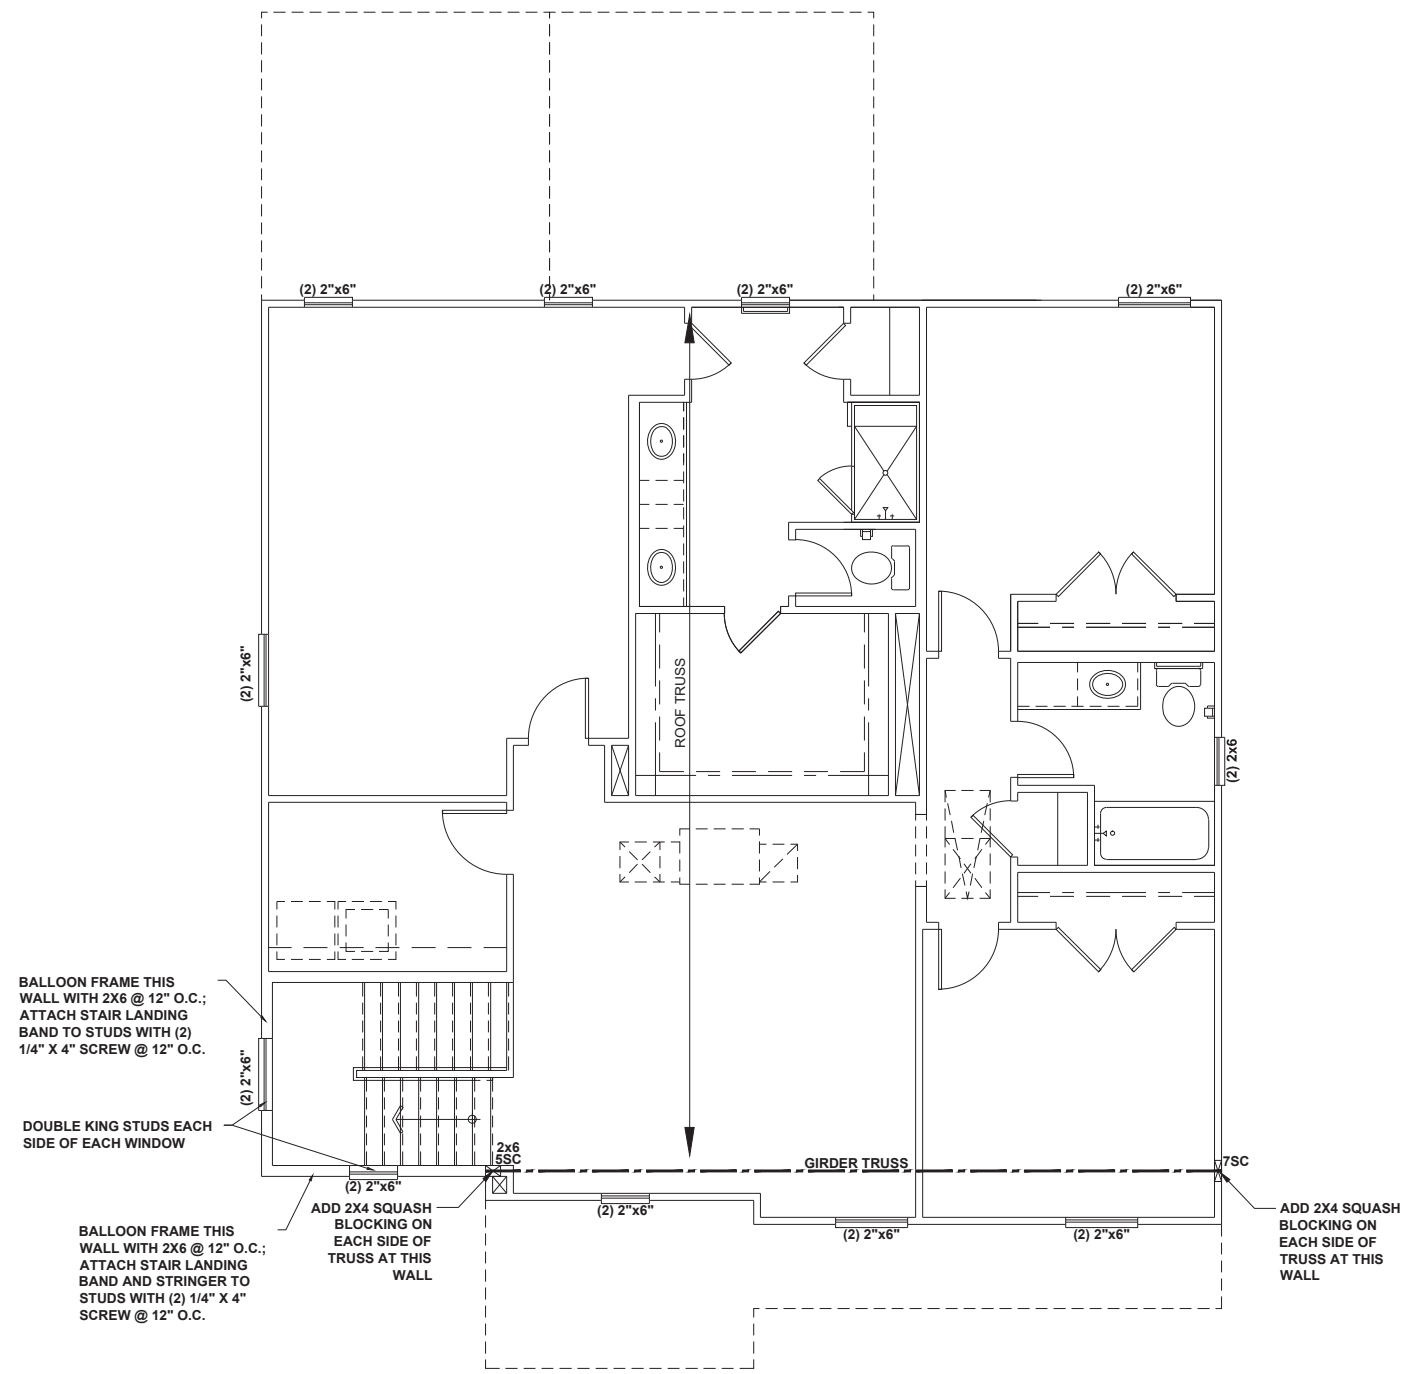 (2) 2"x6"
(2) 2"x6"
(2) 2"x6"
(2) 2"x6"
(2) 2"x6"
ROOF TRUSS
(2) 2x6
BALLOON FRAME THIS
WALL WITH 2X6 @ 12" O.C.;
ATTACH STAIR LANDING
BAND TO STUDS WITH (2)
1/4" X 4" SCREW @ 12" O.C.
(2) 2"x6"
DOUBLE KING STUDS EACH
SIDE OF EACH WINDOW
2x6
5SC
GIRDER TRUSS
7SC
(2) 2"x6"
(2) 2"x6"
(2) 2"x6"
(2) 2"x6"
ADD 2X4 SQUASH
BLOCKING ON
EACH SIDE OF
TRUSS AT THIS
WALL
ADD 2X4 SQUASH
BLOCKING ON
EACH SIDE OF
TRUSS AT THIS
WALL
BALLOON FRAME THIS
WALL WITH 2X6 @ 12" O.C.;
ATTACH STAIR LANDING
BAND AND STRINGER TO
STUDS WITH (2) 1/4" X 4"
SCREW @ 12" O.C.